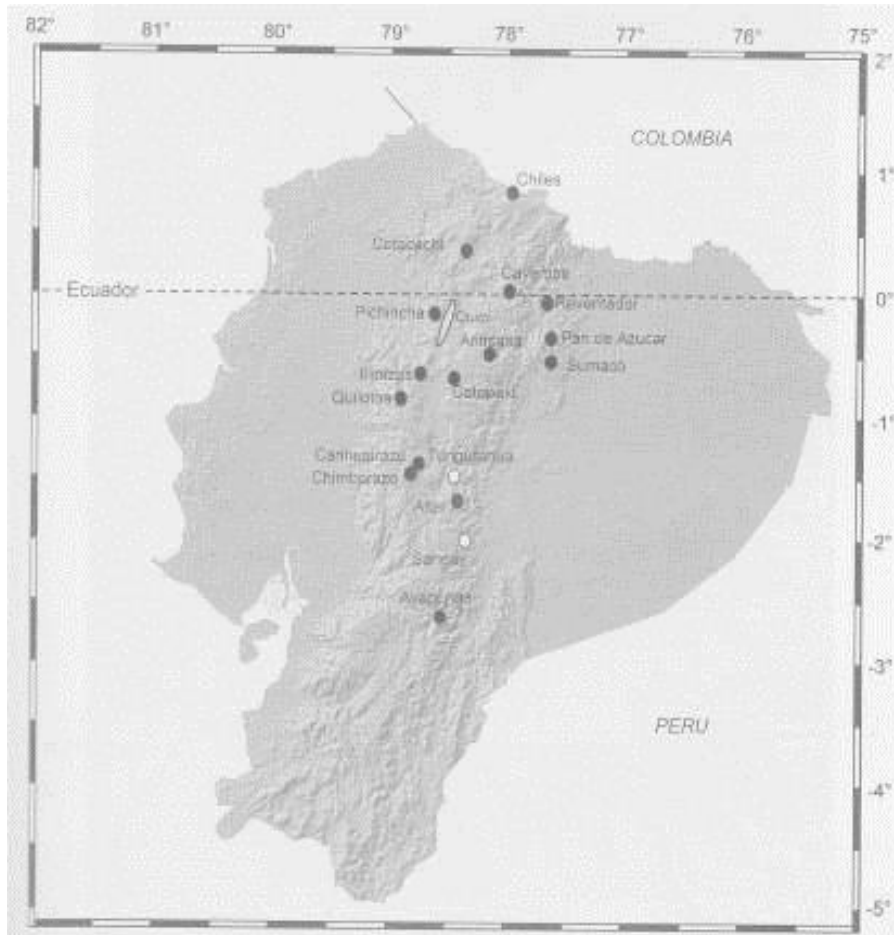 82° 81° 80° 79° 78° 77° 76° 75°
2°
COLOMBIA
1°
Chiles
Cotacachi
Cayambe
Ecuador
0°
Reventador
Pichincha
Quito
Pan de Azucar
Antisana
Sumaco
Illinizas
Cotopaxi
Quilotoa
-1°
Carihuairazo
Tungurahua
Chimborazo
Altar
-2°
Sangay
-3°
PERU
-4°
-5°